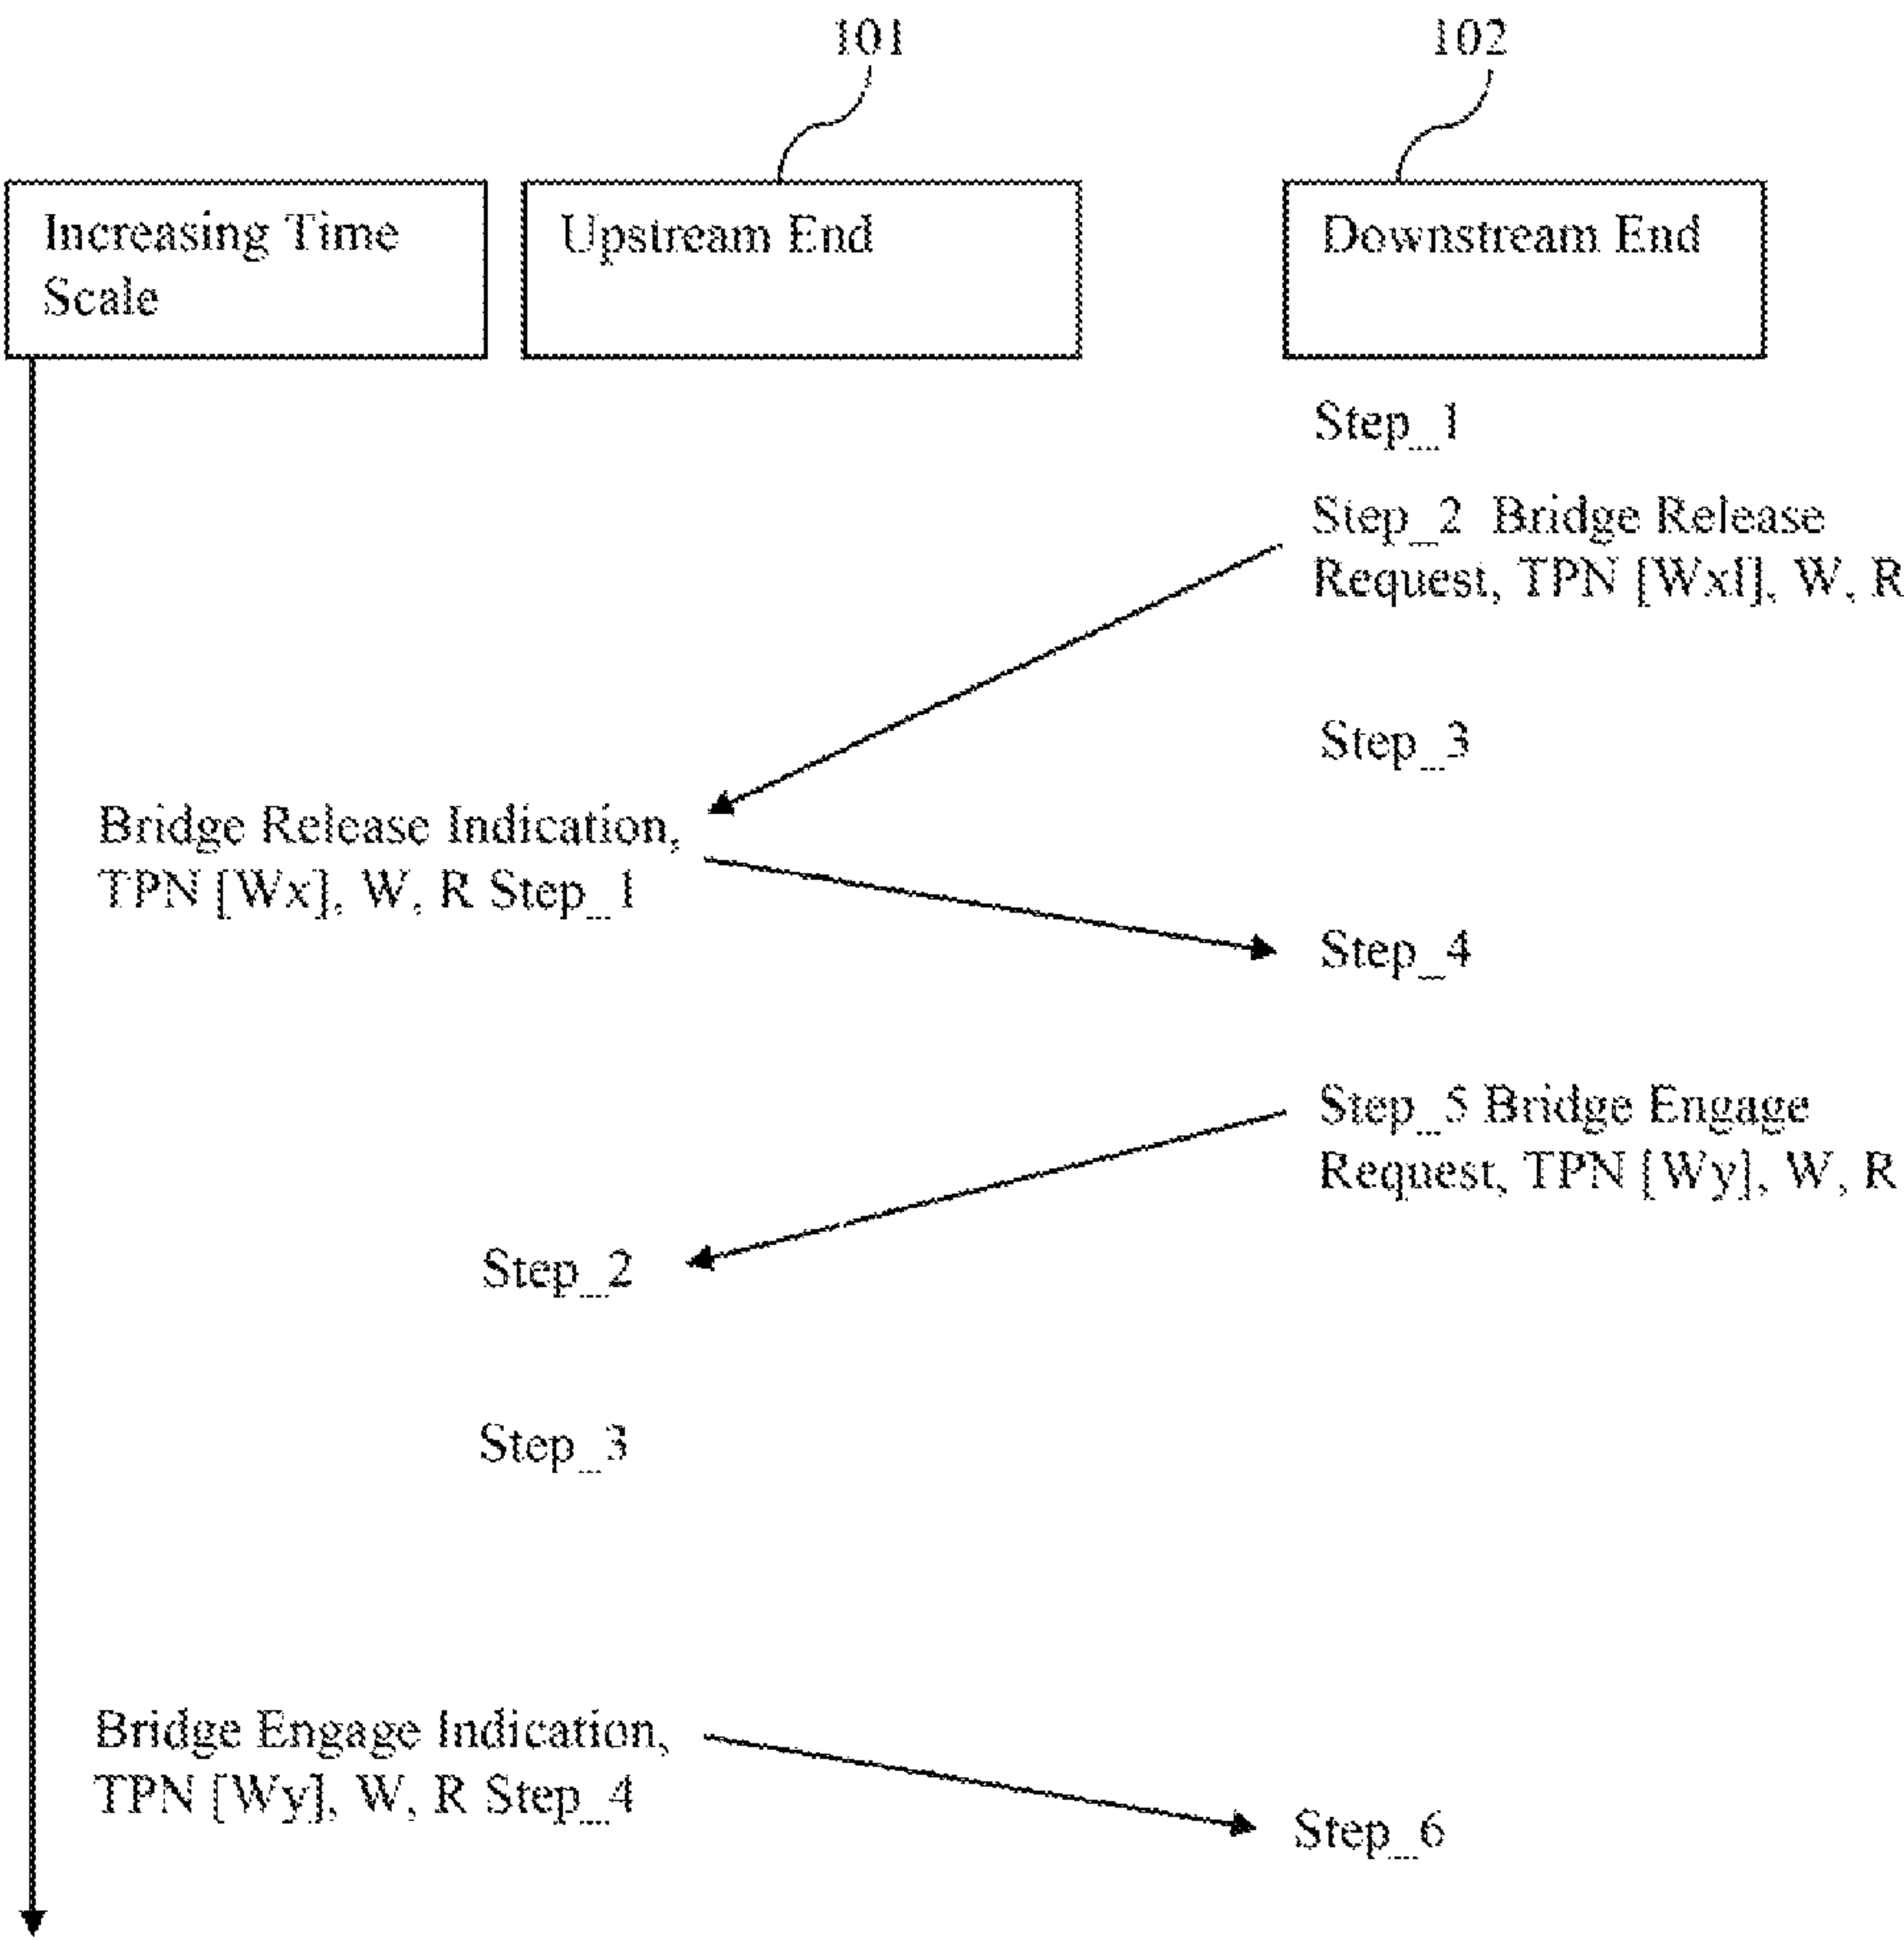 101
102
Increasing Time
Scale
Upstream End
Downstream End
Step_1
Step_2 Bridge Release
Request, TPN [WxI], W, R
Step_3
Bridge Release Indication,
TPN [Wx], W, R Step_1
Step_4
Step_5 Bridge Engage
Request, TPN [Wy], W, R
Step_2
Step_3
Bridge Engage Indication,
TPN [Wy], W, R Step_4
Step_6